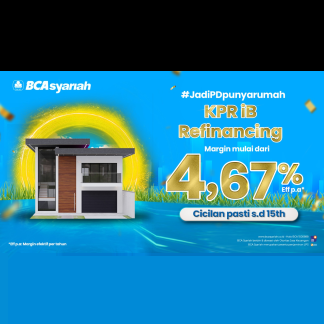 BCAsyariah
#JadiPDpunyarumah
KPR iB
Refinancing
Margin mulai dari
4,67%
Eff p.a*
Cicilan pasti s.d 15th
*Eff p.a: Margin efektif per tahun